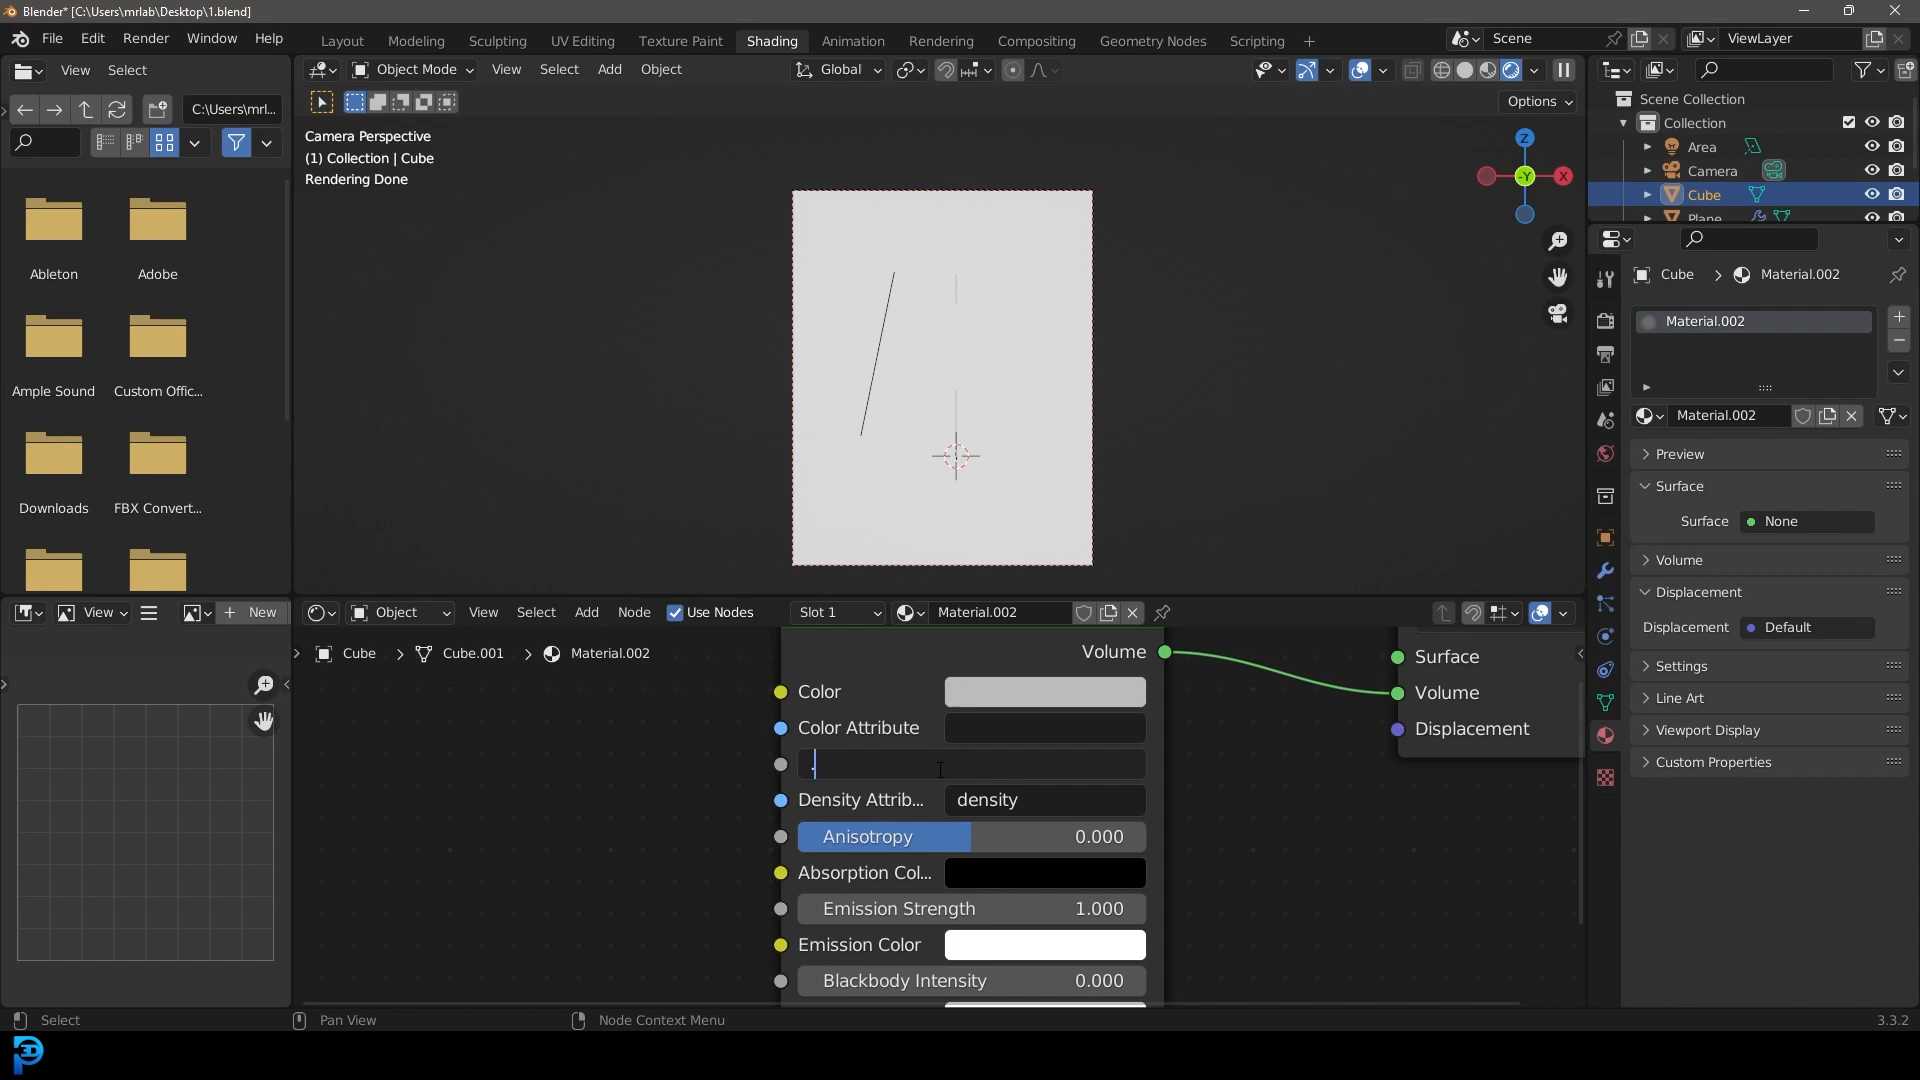 Blender* [C:\Users\mrlab\Desktop\1.blend]
File Edit Render Window Help
Layout Modeling Sculpting UV Editing Texture Paint Shading Animation Rendering Compositing Geometry Nodes Scripting +
Scene ViewLayer
View Select
Object Mode View Select Add Object Global
C:\Users\mrl...
Options
Camera Perspective
(1) Collection | Cube
Rendering Done
Z
-Y X
Ableton Adobe
Ample Sound Custom Offic...
Downloads FBX Convert...
Scene Collection
Collection
Area
Camera
Cube
Plane
Cube > Material.002
Material.002
Material.002
Preview
Surface
Surface None
Volume
Displacement
Displacement Default
Settings
Line Art
Viewport Display
Custom Properties
View + New
Object View Select Add Node Use Nodes Slot 1 Material.002
Cube > Cube.001 > Material.002
Volume
Color
Color Attribute
.
Density Attrib... density
Anisotropy 0.000
Absorption Col...
Emission Strength 1.000
Emission Color
Blackbody Intensity 0.000
Surface
Volume
Displacement
Select Pan View Node Context Menu 3.3.2
3D